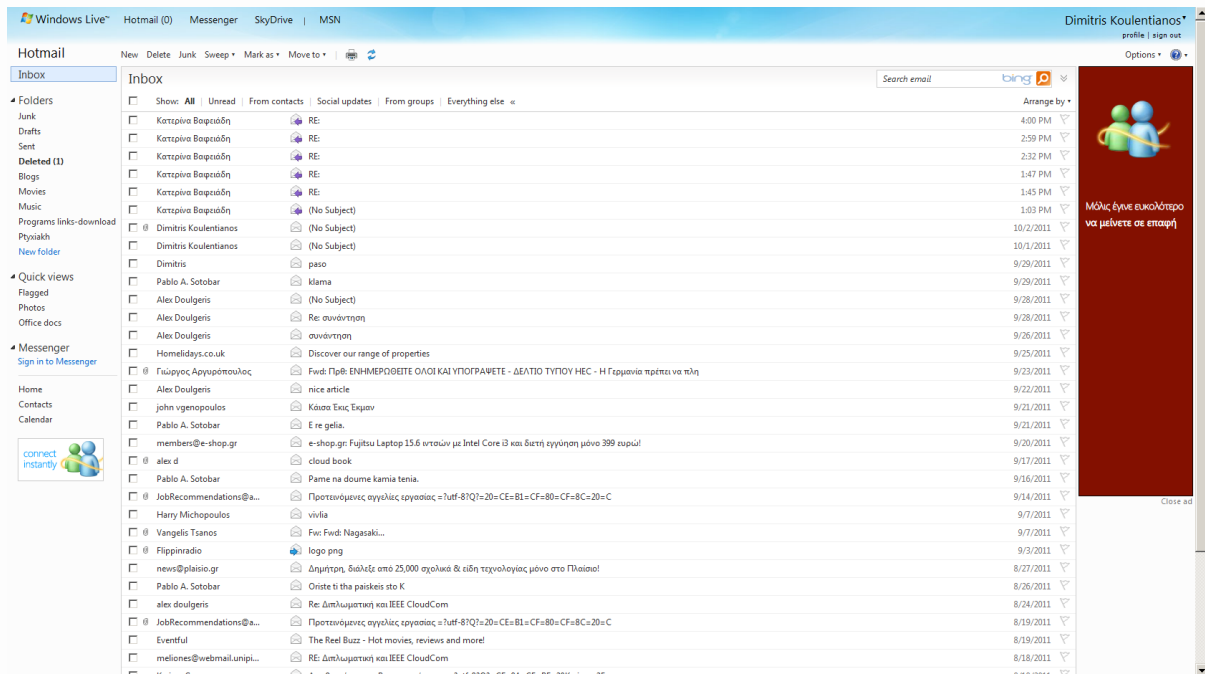 Windows Live™ Hotmail (0) Messenger SkyDrive | MSN Dimitris Koulentianos
profile | sign out
Hotmail New Delete Junk Sweep Mark as Move to Options
Inbox
Folders
Junk
Drafts
Sent
Deleted (1)
Blogs
Movies
Music
Programs links-download
Ptyxiakh
New folder
Quick views
Flagged
Photos
Office docs
Messenger
Sign in to Messenger
Home
Contacts
Calendar
connect
instantly
Inbox Search email bing
Show: All | Unread | From contacts | Social updates | From groups | Everything else « Arrange by
Κατερίνα Βαφειάδη RE: 4:00 PM
Κατερίνα Βαφειάδη RE: 2:59 PM
Κατερίνα Βαφειάδη RE: 2:32 PM
Κατερίνα Βαφειάδη RE: 1:47 PM
Κατερίνα Βαφειάδη RE: 1:45 PM
Κατερίνα Βαφειάδη (No Subject) 1:03 PM
Dimitris Koulentianos (No Subject) 10/2/2011
Dimitris Koulentianos (No Subject) 10/1/2011
Dimitris paso 9/29/2011
Pablo A. Sotobar klama 9/29/2011
Alex Doulgeris (No Subject) 9/28/2011
Alex Doulgeris Re: συνάντηση 9/28/2011
Alex Doulgeris συνάντηση 9/26/2011
Homelidays.co.uk Discover our range of properties 9/25/2011
Γιώργος Αργυρόπουλος Fwd: Πρθ: ΕΝΗΜΕΡΩΘΕΙΤΕ ΟΛΟΙ ΚΑΙ ΥΠΟΓΡΑΨΕΤΕ - ΔΕΛΤΙΟ ΤΥΠΟΥ HEC - Η Γερμανία πρέπει να πλη 9/23/2011
Alex Doulgeris nice article 9/22/2011
john vgenopoulos Κάισα Έκις Έκμαν 9/21/2011
Pablo A. Sotobar E re gelia. 9/21/2011
members@e-shop.gr e-shop.gr: Fujitsu Laptop 15.6 ιντσών με Intel Core i3 και διετή εγγύηση μόνο 399 ευρώ! 9/20/2011
alex d cloud book 9/17/2011
Pablo A. Sotobar Pame na doume kamia tenia. 9/16/2011
JobRecommendations@a... Προτεινόμενες αγγελίες εργασίας =?utf-8?Q?=20=CE=B1=CF=80=CF=8C=20=C 9/14/2011
Harry Michopoulos vivlia 9/7/2011
Vangelis Tsanos Fw: Fwd: Nagasaki... 9/7/2011
Flippinradio logo png 9/3/2011
news@plaisio.gr Δημήτρη, διάλεξε από 25,000 σχολικά & είδη τεχνολογίας μόνο στο Πλαίσιο! 8/27/2011
Pablo A. Sotobar Oriste ti tha paiskeis sto K 8/26/2011
alex doulgeris Re: Διπλωματική και IEEE CloudCom 8/24/2011
JobRecommendations@a... Προτεινόμενες αγγελίες εργασίας =?utf-8?Q?=20=CE=B1=CF=80=CF=8C=20=C 8/19/2011
Eventful The Reel Buzz - Hot movies, reviews and more! 8/19/2011
meliones@webmail.unipi... RE: Διπλωματική και IEEE CloudCom 8/18/2011
Μόλις έγινε ευκολότερο
να μείνετε σε επαφή
Close ad